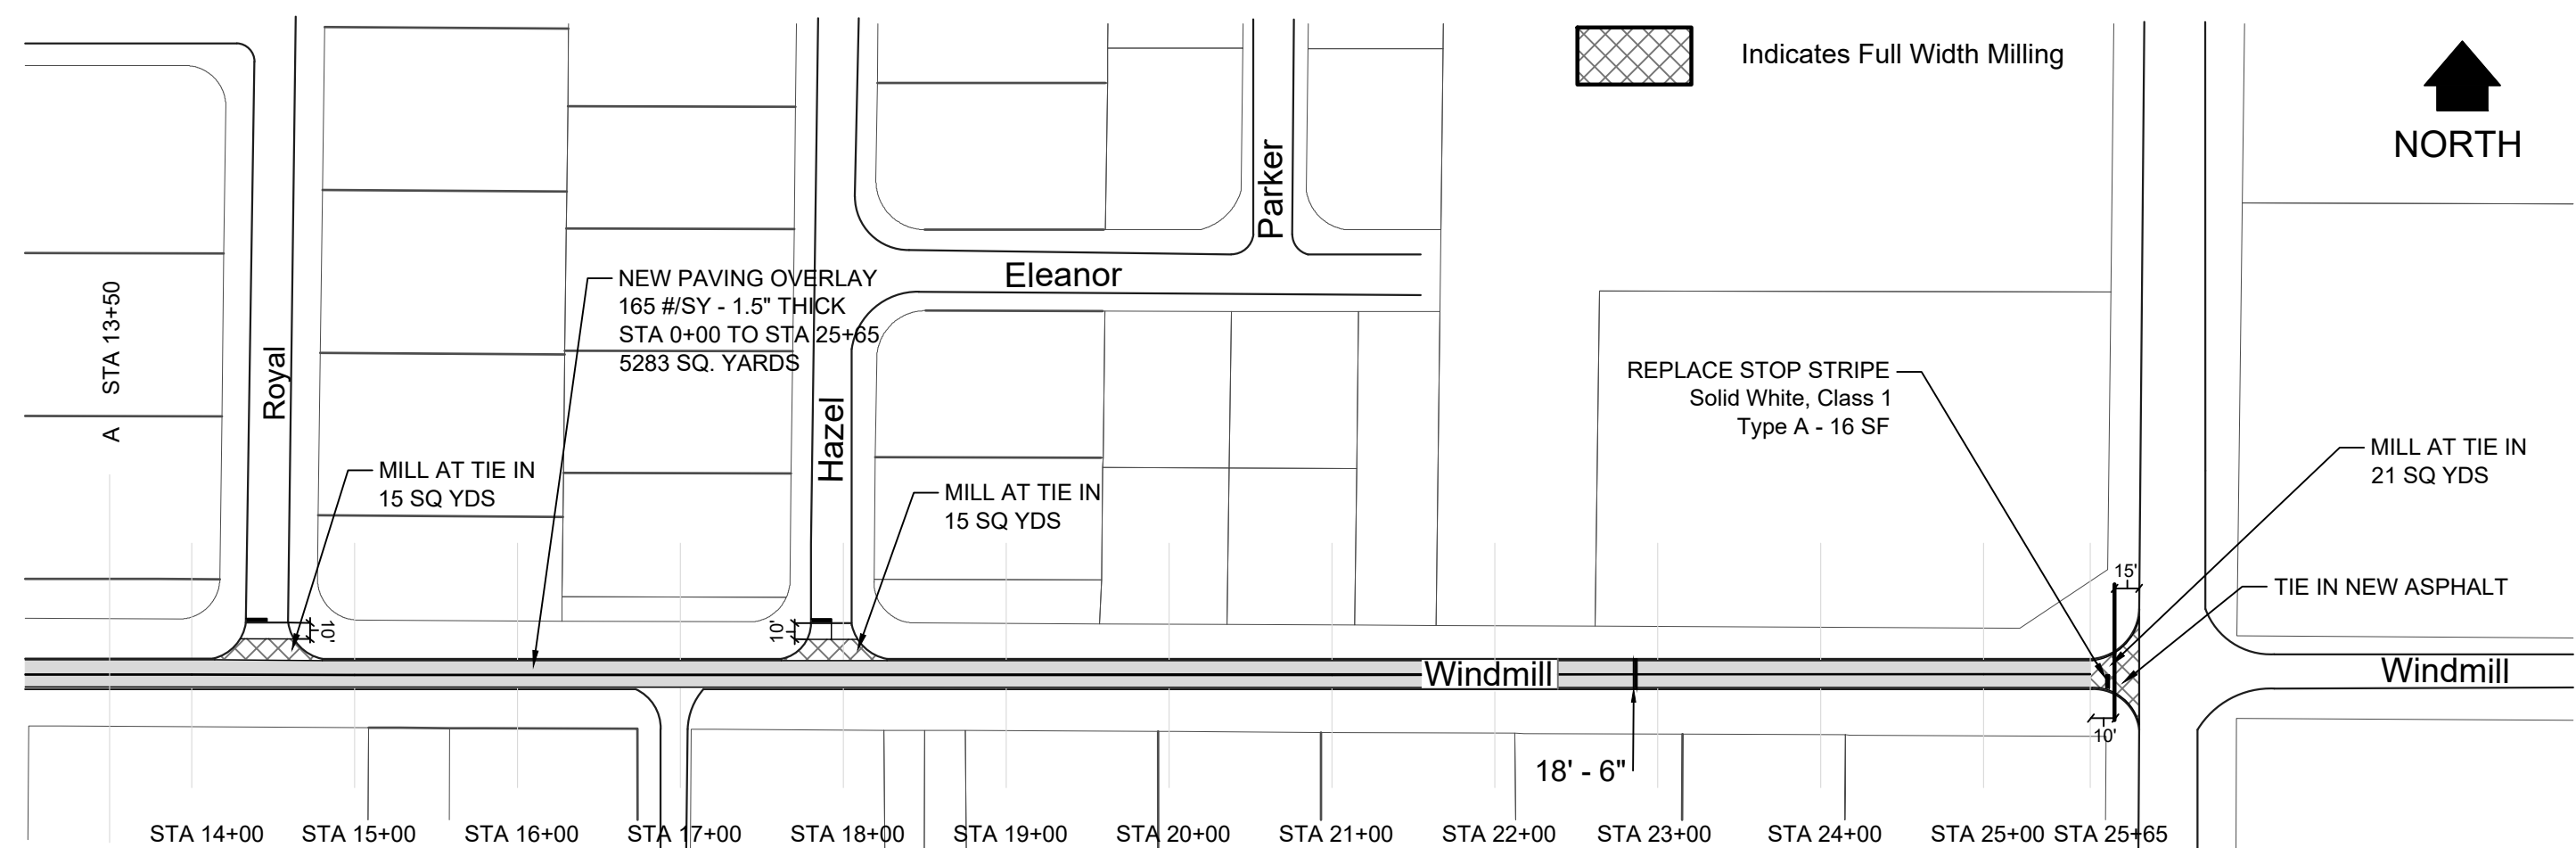 Indicates Full Width Milling
NORTH
Parker
Eleanor
NEW PAVING OVERLAY
165 #/SY - 1.5" THICK
STA 0+00 TO STA 25+65
5283 SQ. YARDS
A    STA 13+50
Royal
Hazel
REPLACE STOP STRIPE
Solid White, Class 1
Type A - 16 SF
MILL AT TIE IN
15 SQ YDS
MILL AT TIE IN
15 SQ YDS
MILL AT TIE IN
21 SQ YDS
TIE IN NEW ASPHALT
15'
10'
10'
Windmill
Windmill
10'
18' - 6"
STA 14+00
STA 15+00
STA 16+00
STA 17+00
STA 18+00
STA 19+00
STA 20+00
STA 21+00
STA 22+00
STA 23+00
STA 24+00
STA 25+00
STA 25+65